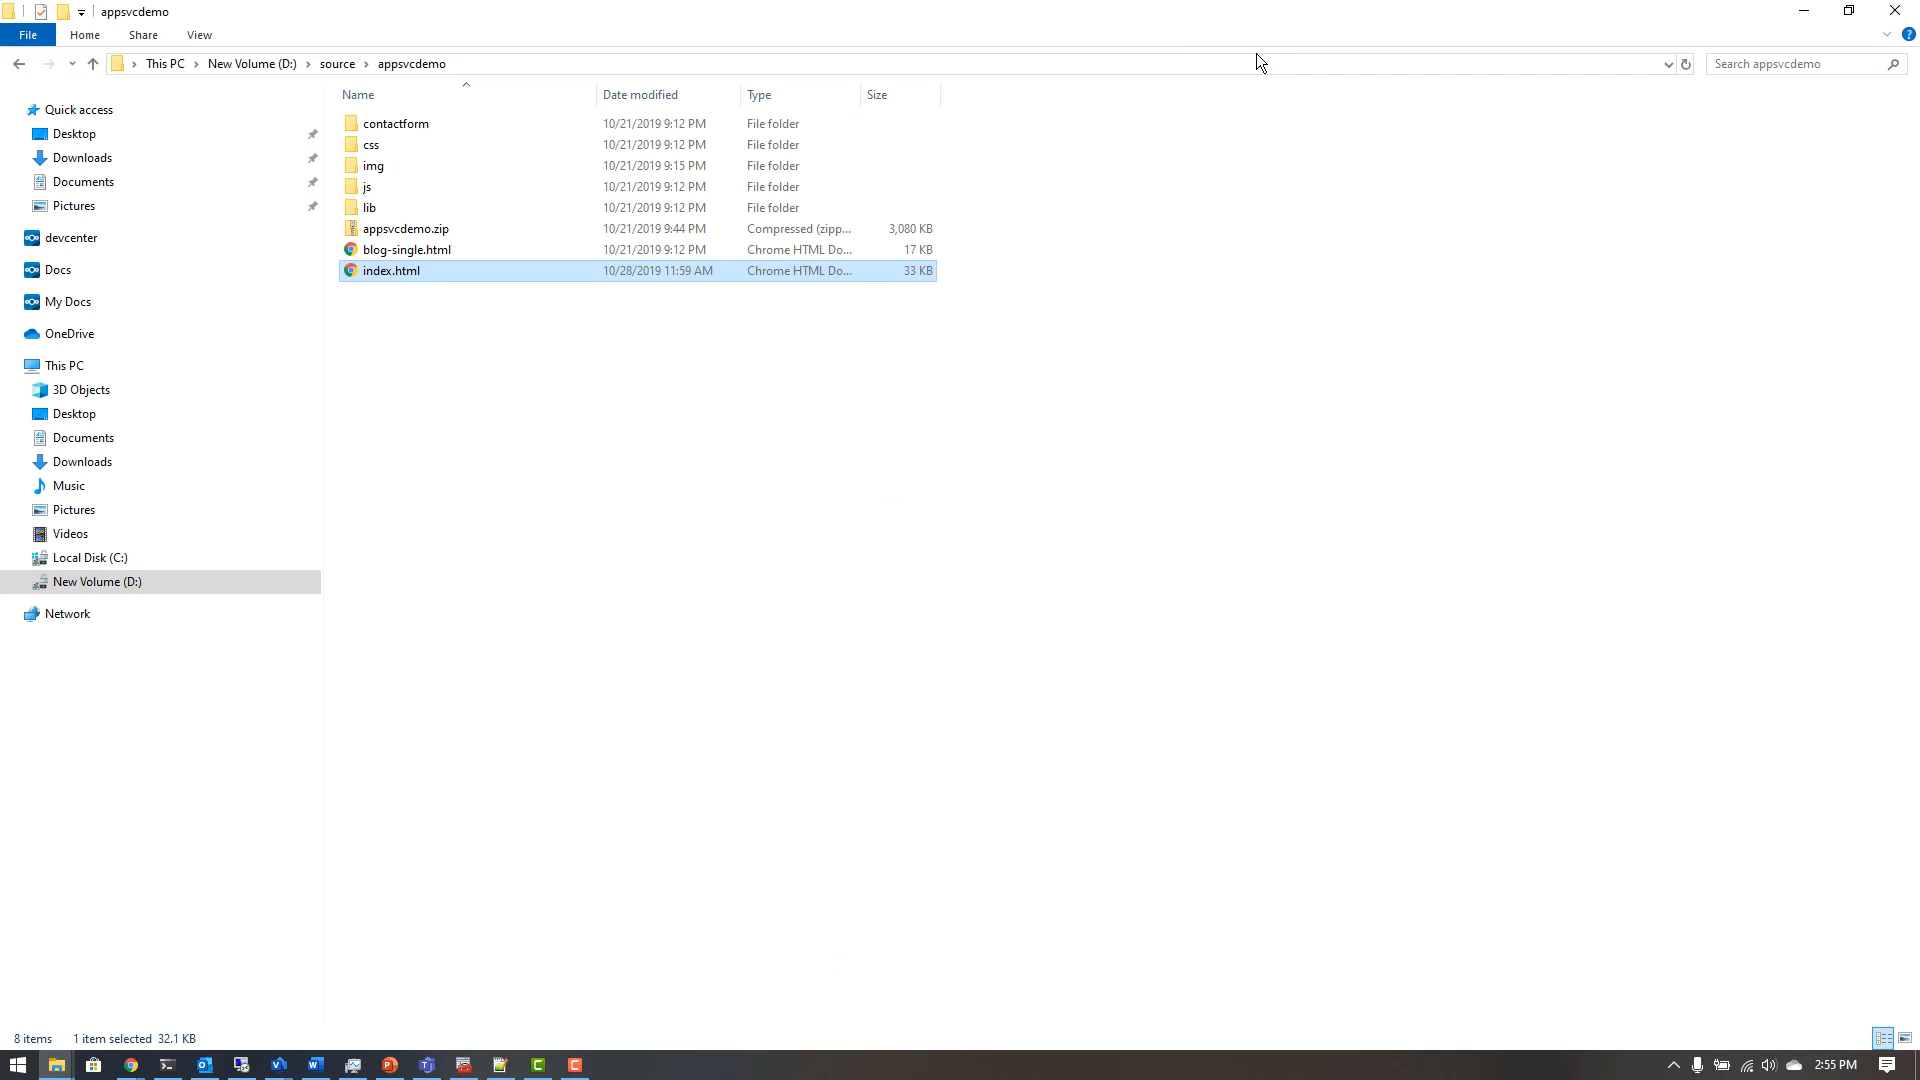 appsvcdemo
File Home Share View
This PC New Volume (D:) source appsvcdemo Search appsvcdemo
Name Date modified Type Size
contactform 10/21/2019 9:12 PM File folder
css 10/21/2019 9:12 PM File folder
img 10/21/2019 9:15 PM File folder
js 10/21/2019 9:12 PM File folder
lib 10/21/2019 9:12 PM File folder
appsvcdemo.zip 10/21/2019 9:44 PM Compressed (zipp... 3,080 KB
blog-single.html 10/21/2019 9:12 PM Chrome HTML Do... 17 KB
index.html 10/28/2019 11:59 AM Chrome HTML Do... 33 KB
Quick access
Desktop
Downloads
Documents
Pictures
devcenter
Docs
My Docs
OneDrive
This PC
3D Objects
Desktop
Documents
Downloads
Music
Pictures
Videos
Local Disk (C:)
New Volume (D:)
Network
8 items 1 item selected 32.1 KB
2:55 PM